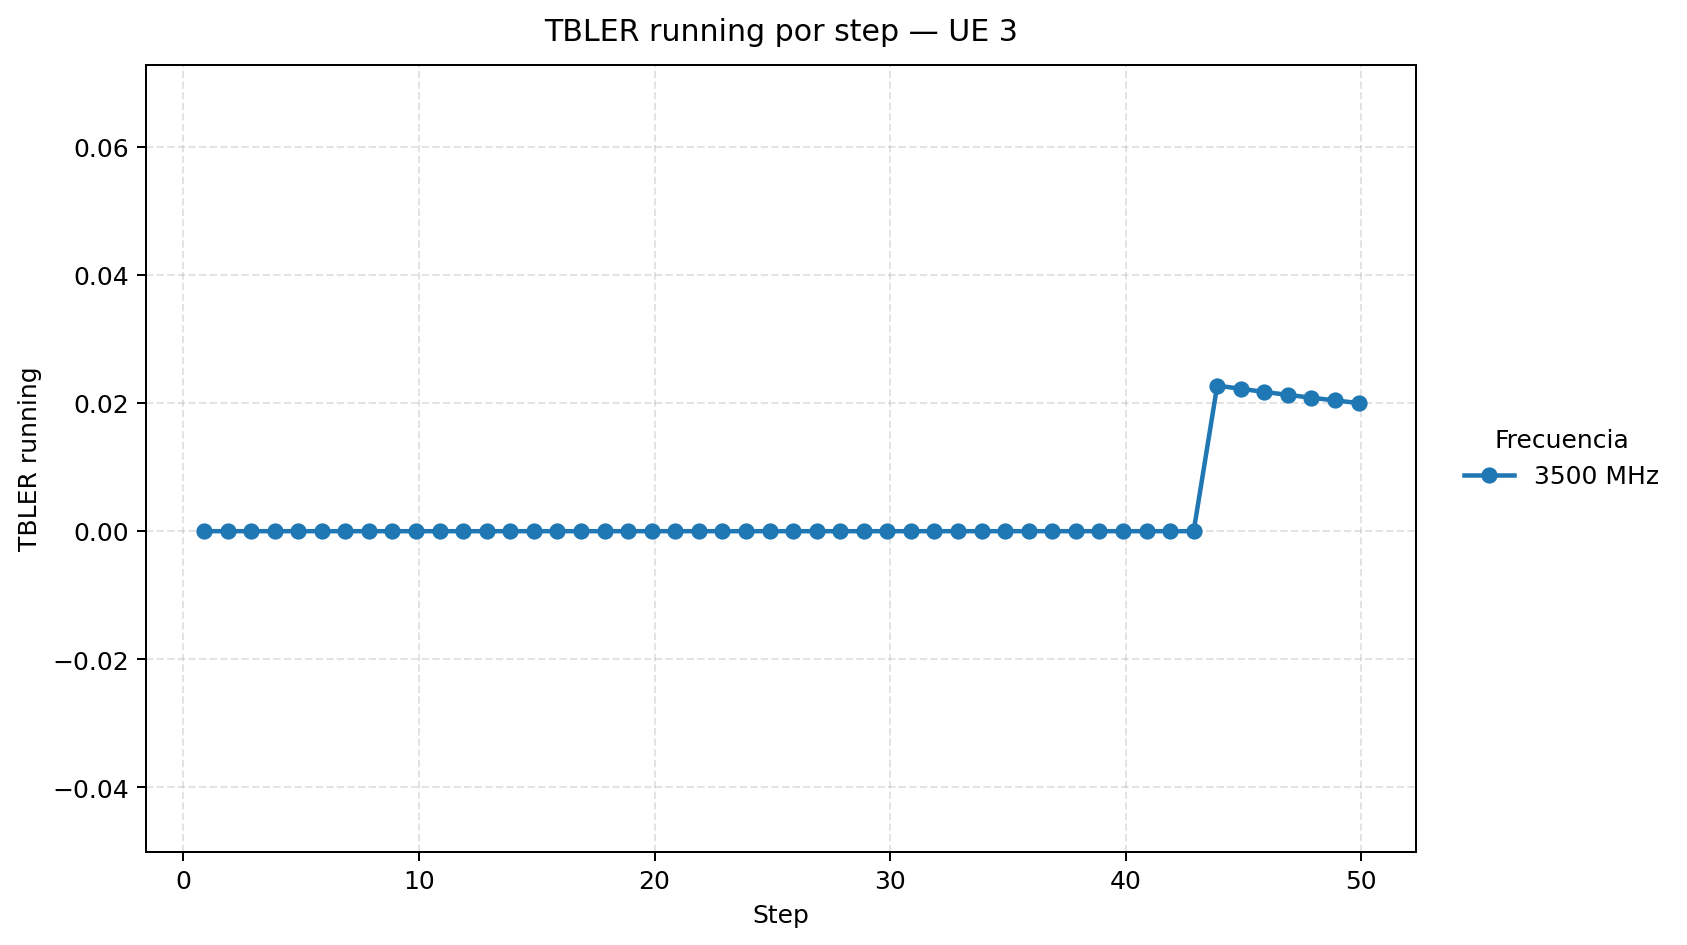 TBLER running por step — UE 3
TBLER running
0.06
0.04
0.02
0.00
−0.02
−0.04
0 10 20 30 40 50
Step
Frecuencia
3500 MHz